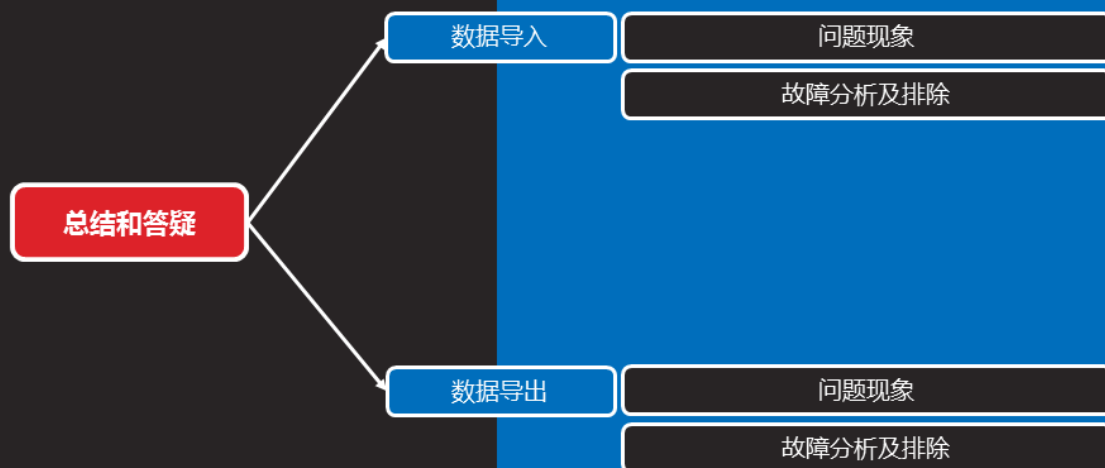 数据导入
问题现象
故障分析及排除
总结和答疑
数据导出
问题现象
故障分析及排除